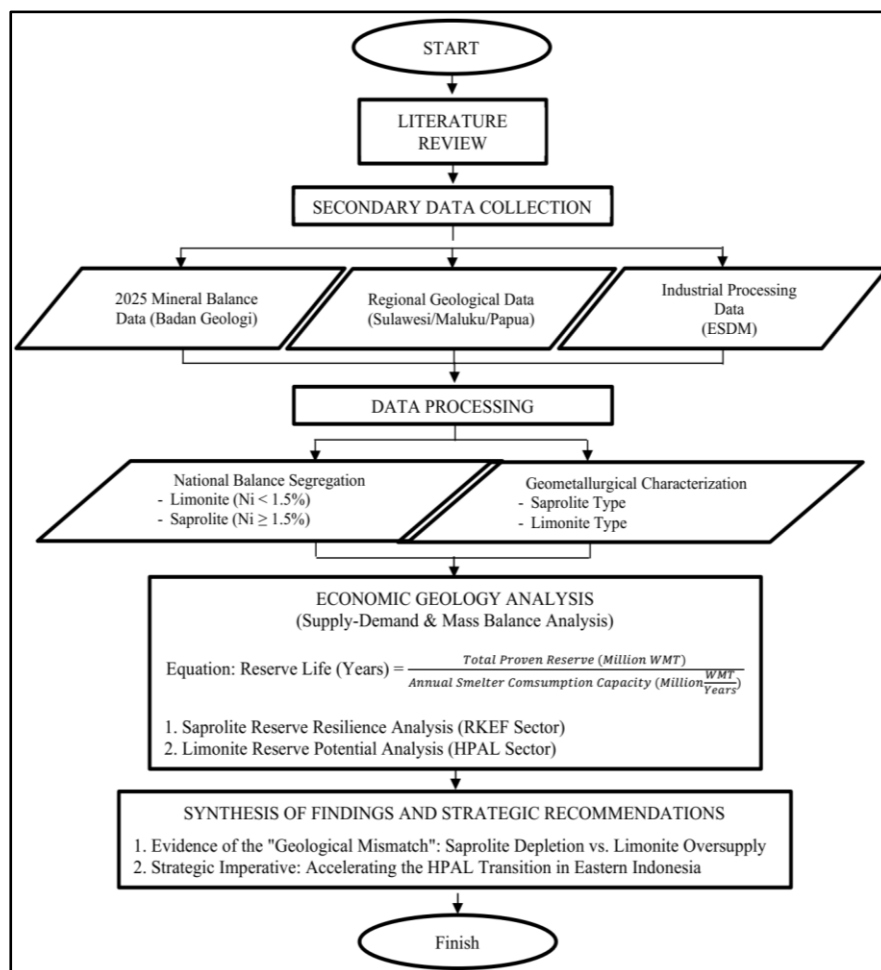 START
LITERATURE
REVIEW
SECONDARY DATA COLLECTION
2025 Mineral Balance
Data (Badan Geologi)
Regional Geological Data
(Sulawesi/Maluku/Papua)
Industrial Processing
Data
(ESDM)
DATA PROCESSING
National Balance Segregation
- Limonite (Ni < 1.5%)
- Saprolite (Ni ≥ 1.5%)
Geometallurgical Characterization
- Saprolite Type
- Limonite Type
ECONOMIC GEOLOGY ANALYSIS
(Supply-Demand & Mass Balance Analysis)
Equation: Reserve Life (Years) = Total Proven Reserve (Million WMT) / Annual Smelter Comsumption Capacity (Million WMT/Years)
1. Saprolite Reserve Resilience Analysis (RKEF Sector)
2. Limonite Reserve Potential Analysis (HPAL Sector)
SYNTHESIS OF FINDINGS AND STRATEGIC RECOMMENDATIONS
1. Evidence of the "Geological Mismatch": Saprolite Depletion vs. Limonite Oversupply
2. Strategic Imperative: Accelerating the HPAL Transition in Eastern Indonesia
Finish